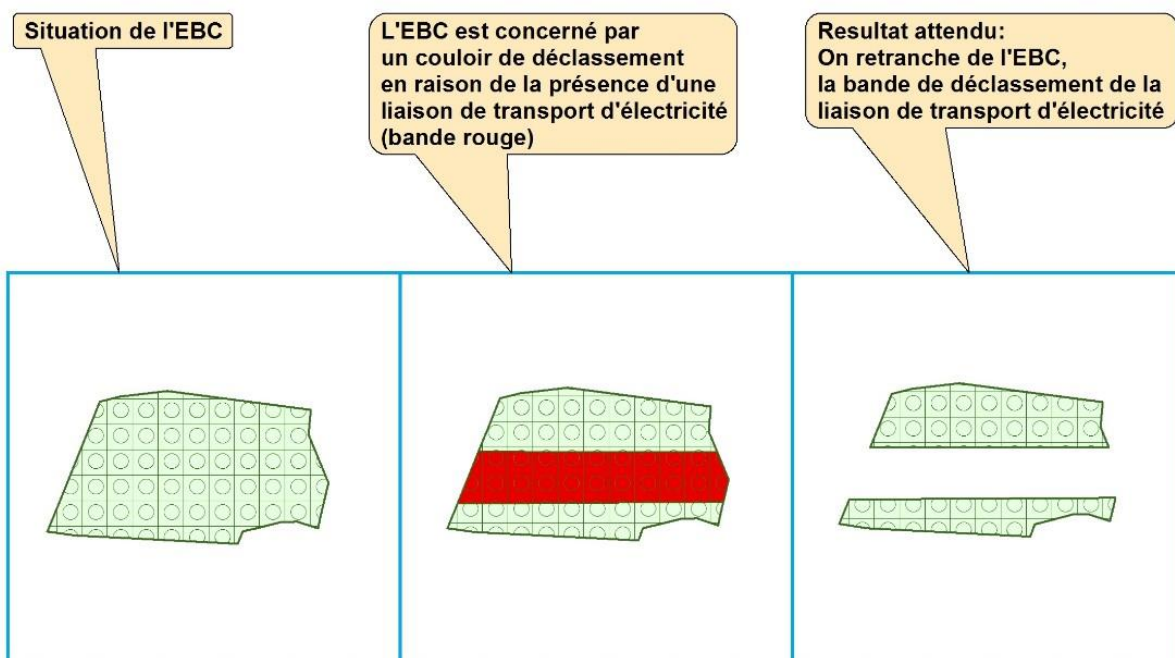 Situation de l'EBC
L'EBC est concerné par
un couloir de déclassement
en raison de la présence d'une
liaison de transport d'électricité
(bande rouge)
Resultat attendu:
On retranche de l'EBC,
la bande de déclassement de la
liaison de transport d'électricité